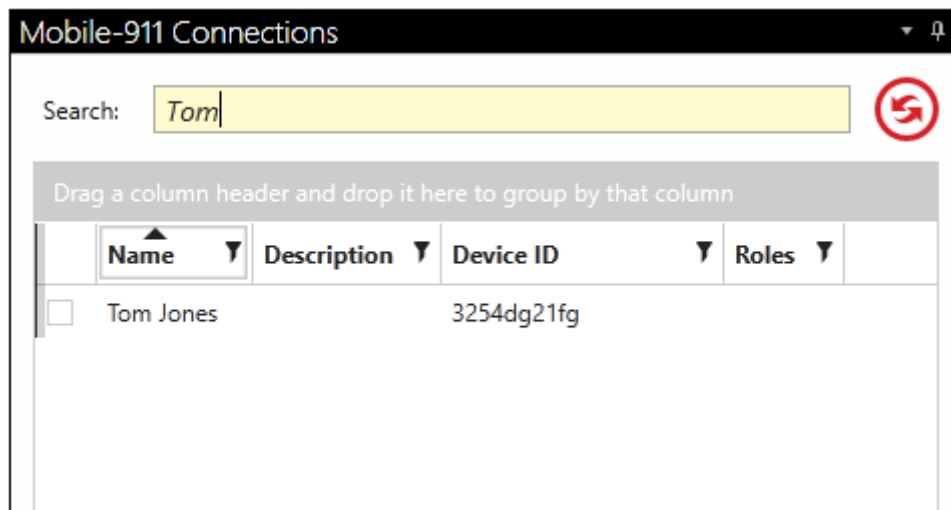 Mobile-911 Connections
Search: Tom
Drag a column header and drop it here to group by that column
Name Description Device ID Roles
Tom Jones 3254dg21fg